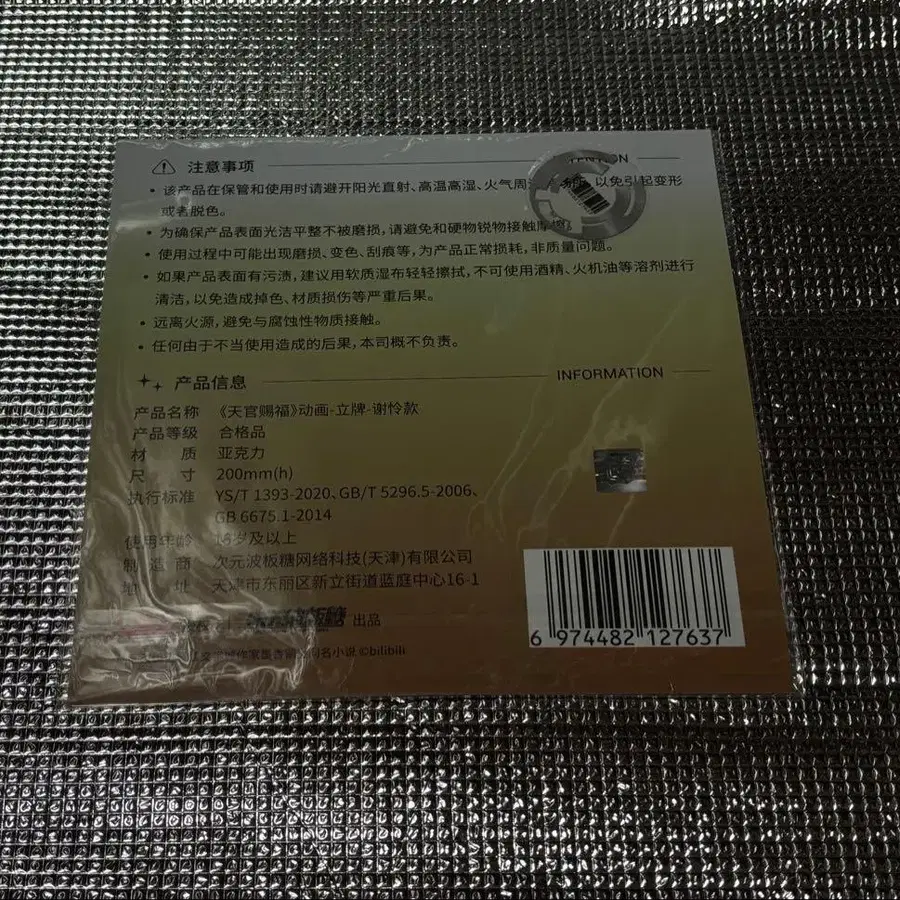 注意事项
• 该产品在保管和使用时请避开阳光直射、高温高湿、火气周 以免引起变形
或者脱色。
• 为确保产品表面光洁平整不被磨损,请避免和硬物锐物接触
• 使用过程中可能出现磨损、变色、刮痕等,为产品正常损耗,非质量问题。
• 如果产品表面有污渍,建议用软质湿布轻轻擦拭,不可使用酒精、火机油等溶剂进行
清洁,以免造成掉色、材质损伤等严重后果。
• 远离火源,避免与腐蚀性物质接触。
• 任何由于不当使用造成的后果,本司概不负责。
产品信息 INFORMATION
产品名称 《天官赐福》动画-立牌-谢怜款
产品等级 合格品
材质 亚克力
尺寸 200mm(h)
执行标准 YS/T 1393-2020、GB/T 5296.5-2006、
GB 6675.1-2014
使用年龄 岁及以上
制造商 次元波板糖网络科技(天津)有限公司
地址 天津市东丽区新立街道蓝庭中心16-1
出品
同名小说 ©bilibili
6 974482 127637